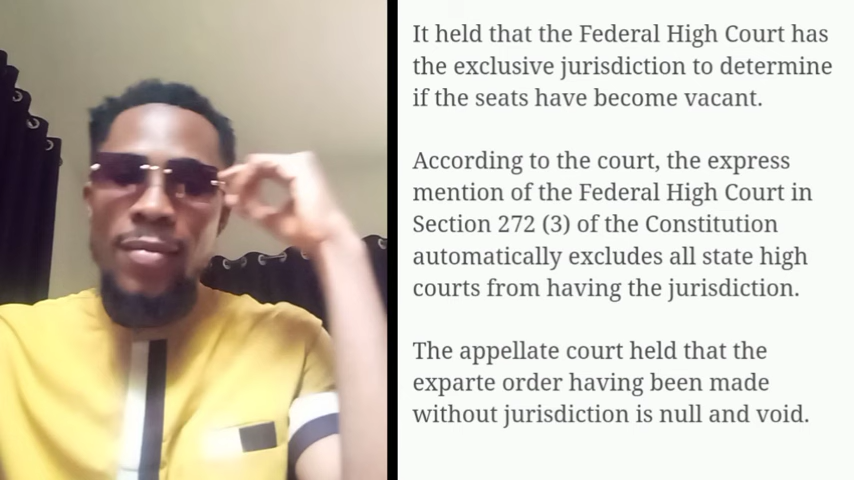 It held that the Federal High Court has
the exclusive jurisdiction to determine
if the seats have become vacant.
According to the court, the express
mention of the Federal High Court in
Section 272 (3) of the Constitution
automatically excludes all state high
courts from having the jurisdiction.
The appellate court held that the
exparte order having been made
without jurisdiction is null and void.